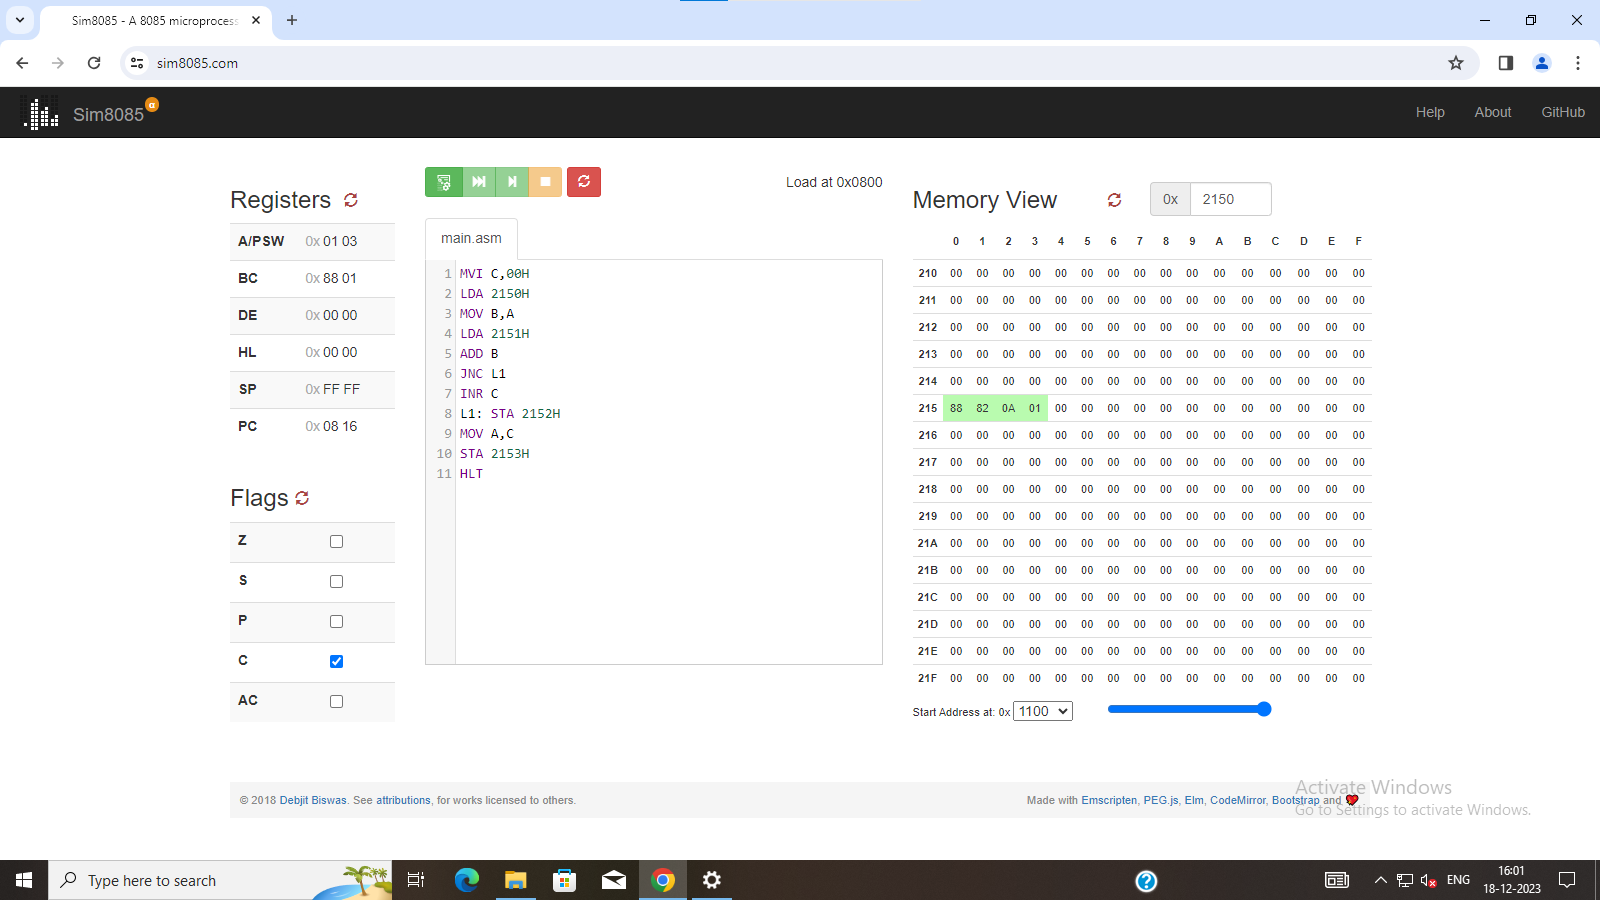 Sim8085 - A 8085 microprocess
sim8085.com
Sim8085 α
Help About GitHub
Load at 0x0800
Registers
A/PSW 0x 01 03
BC 0x 88 01
DE 0x 00 00
HL 0x 00 00
SP 0x FF FF
PC 0x 08 16
Flags
Z
S
P
C
AC
main.asm
1 MVI C,00H
2 LDA 2150H
3 MOV B,A
4 LDA 2151H
5 ADD B
6 JNC L1
7 INR C
8 L1: STA 2152H
9 MOV A,C
10 STA 2153H
11 HLT
Memory View 0x 2150
0 1 2 3 4 5 6 7 8 9 A B C D E F
210 00 00 00 00 00 00 00 00 00 00 00 00 00 00 00 00
211 00 00 00 00 00 00 00 00 00 00 00 00 00 00 00 00
212 00 00 00 00 00 00 00 00 00 00 00 00 00 00 00 00
213 00 00 00 00 00 00 00 00 00 00 00 00 00 00 00 00
214 00 00 00 00 00 00 00 00 00 00 00 00 00 00 00 00
215 88 82 0A 01 00 00 00 00 00 00 00 00 00 00 00 00
216 00 00 00 00 00 00 00 00 00 00 00 00 00 00 00 00
217 00 00 00 00 00 00 00 00 00 00 00 00 00 00 00 00
218 00 00 00 00 00 00 00 00 00 00 00 00 00 00 00 00
219 00 00 00 00 00 00 00 00 00 00 00 00 00 00 00 00
21A 00 00 00 00 00 00 00 00 00 00 00 00 00 00 00 00
21B 00 00 00 00 00 00 00 00 00 00 00 00 00 00 00 00
21C 00 00 00 00 00 00 00 00 00 00 00 00 00 00 00 00
21D 00 00 00 00 00 00 00 00 00 00 00 00 00 00 00 00
21E 00 00 00 00 00 00 00 00 00 00 00 00 00 00 00 00
21F 00 00 00 00 00 00 00 00 00 00 00 00 00 00 00 00
Start Address at: 0x 1100
© 2018 Debjit Biswas. See attributions, for works licensed to others.
Made with Emscripten, PEG.js, Elm, CodeMirror, Bootstrap and
Activate Windows
Go to Settings to activate Windows.
Type here to search
ENG
16:01
18-12-2023